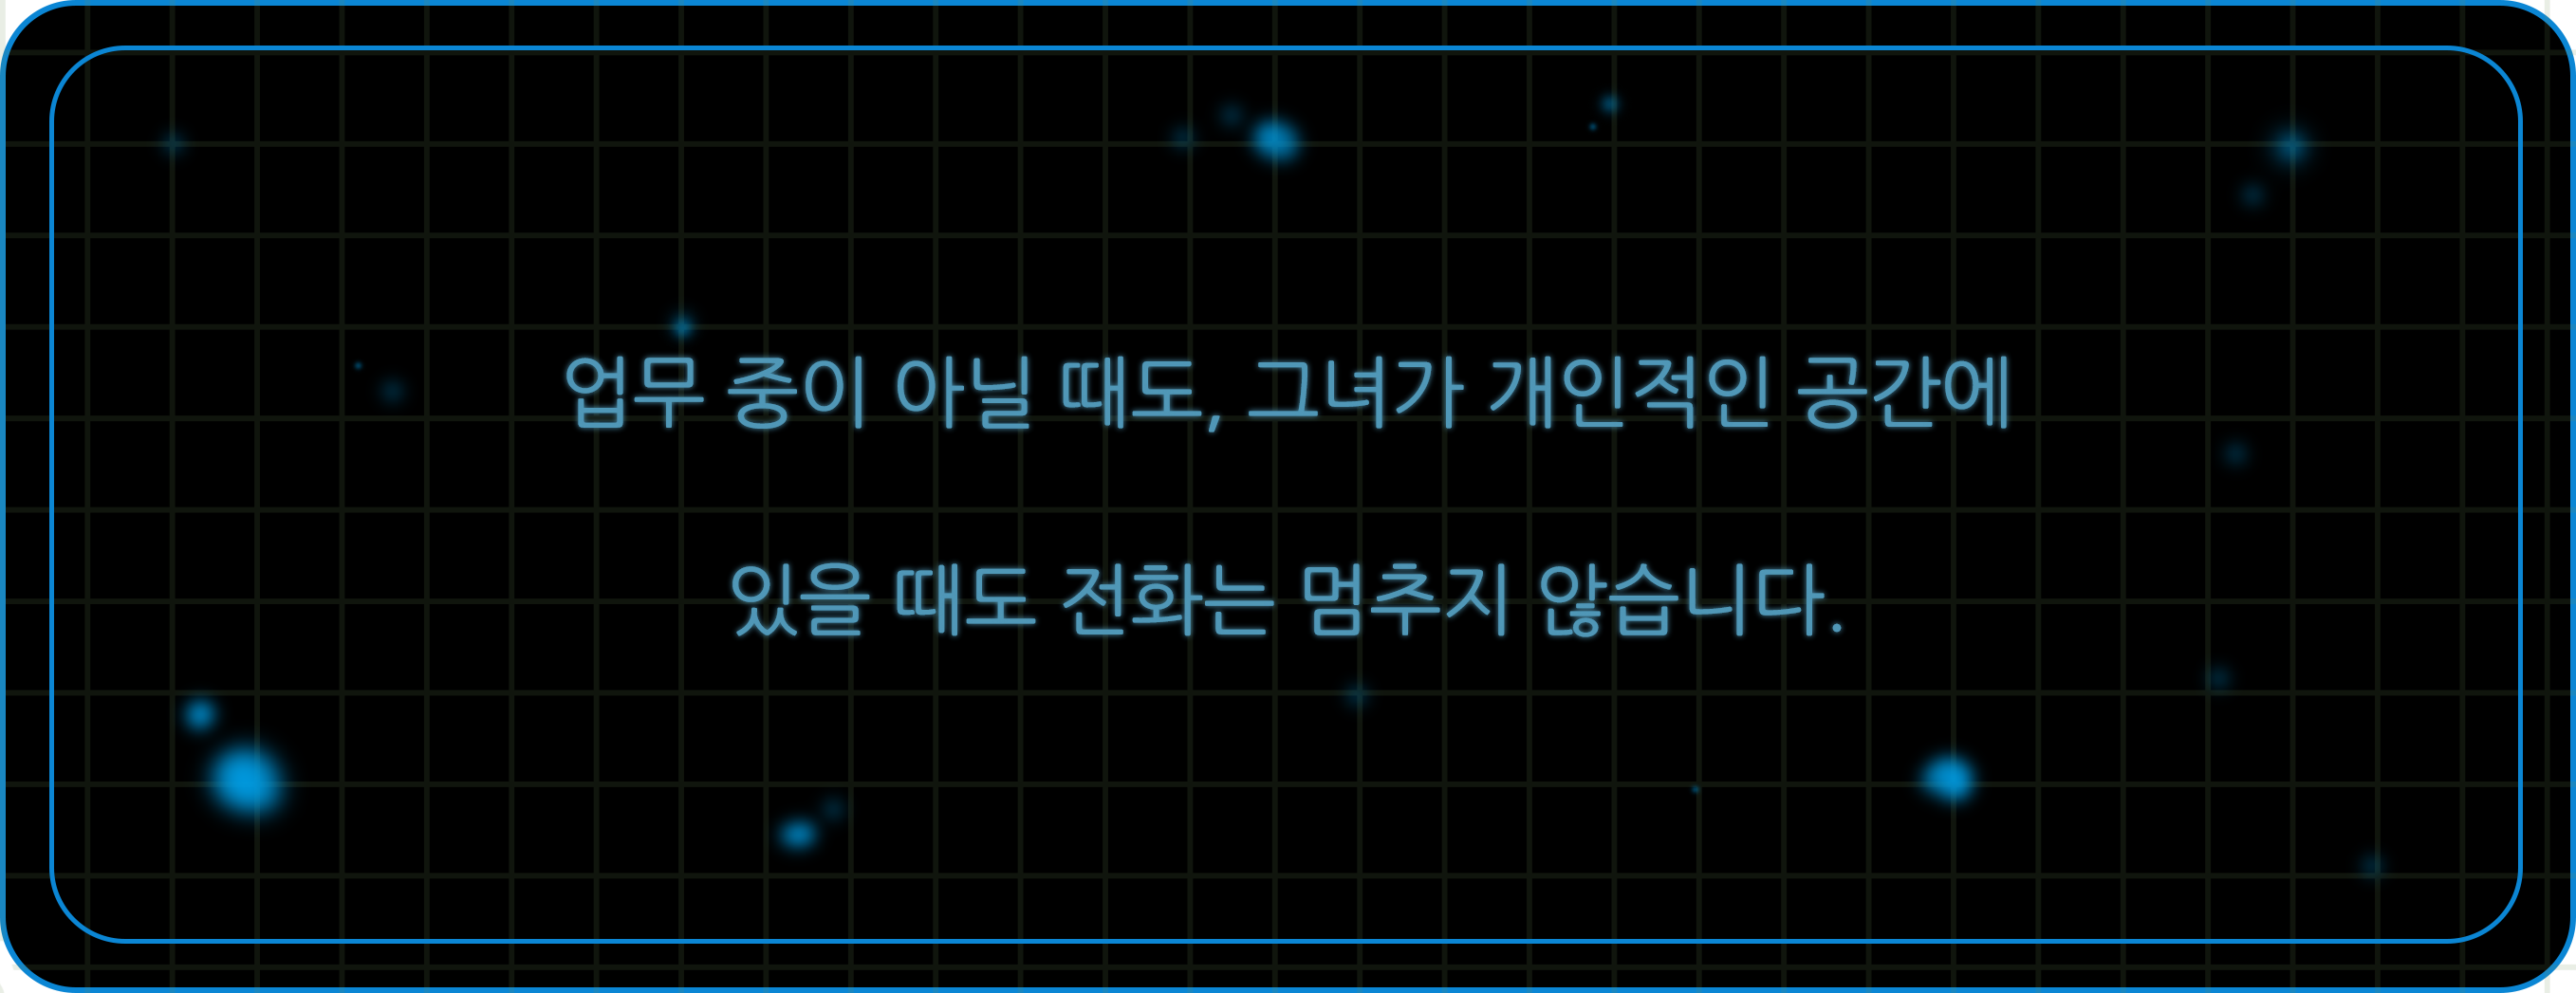 업무 중이 아닐 때도, 그녀가 개인적인 공간에
있을 때도 전화는 멈추지 않습니다.